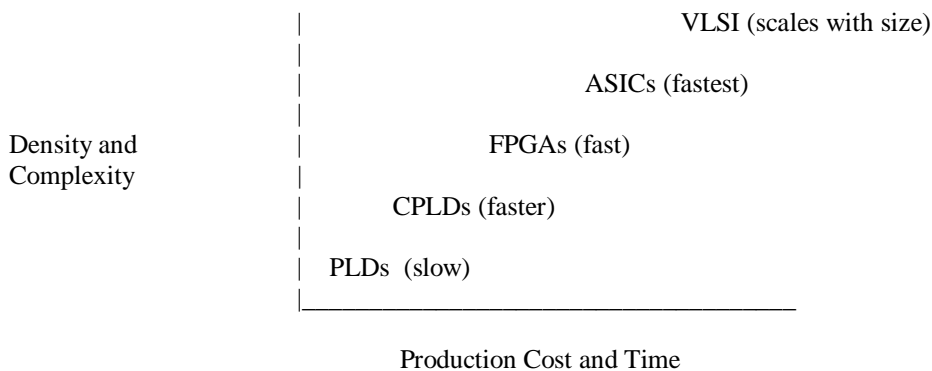 VLSI (scales with size)
ASICs (fastest)
Density and
Complexity
FPGAs (fast)
CPLDs (faster)
PLDs (slow)
Production Cost and Time